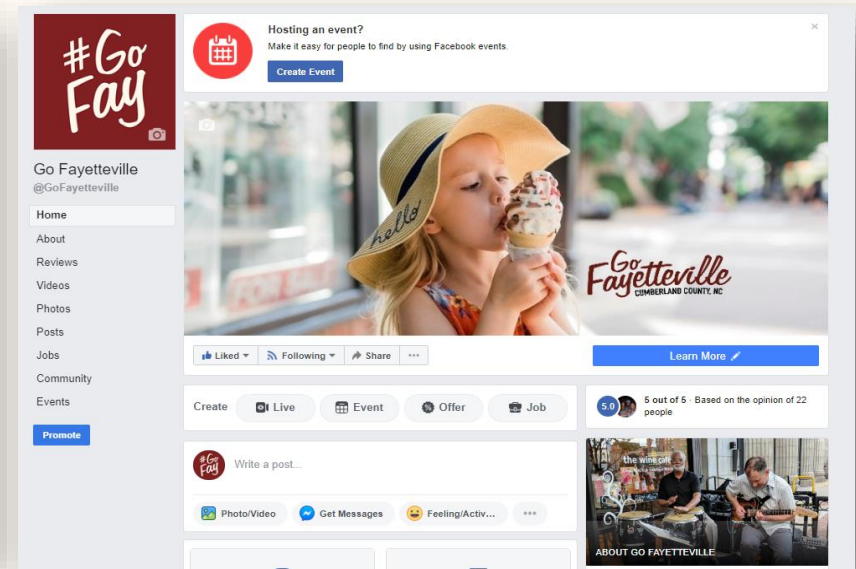 #Go
Fay
Go Fayetteville
@GoFayetteville
Home
About
Reviews
Videos
Photos
Posts
Jobs
Community
Events
Promote
Hosting an event?
Make it easy for people to find by using Facebook events.
Create Event
×
FOR SALE
hello
Go
Fayetteville
CUMBERLAND COUNTY, NC
Liked
Following
Share
···
Learn More
Create
Live
Event
Offer
Job
#Go
Fay
Write a post...
Photo/Video
Get Messages
Feeling/Activ...
···
5.0
5 out of 5 · Based on the opinion of 22
people
the wine cafe
ABOUT GO FAYETTEVILLE